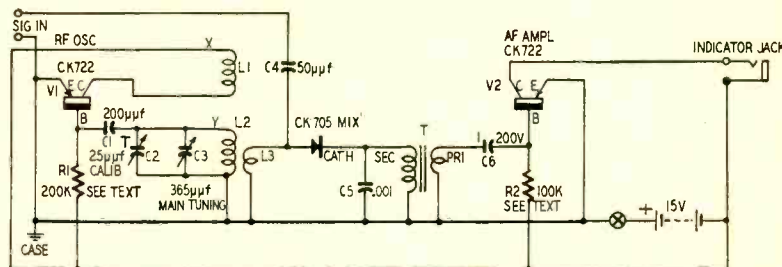 SIG IN
RF OSC
X
L1
CK722
E C
V1
B
C4
50µµf
AF AMPL
CK722
V2
C E
B
INDICATOR JACK
200µµf
C1
T
25µµf
CALIB
C2
C3
365µµf
MAIN TUNING
Y
L2
L3
CK705 MIX
CATH
SEC
T
PRI
C5
.001
1
200V
C6
R1
200K
SEE TEXT
R2
100K
SEE TEXT
+
15V
CASE